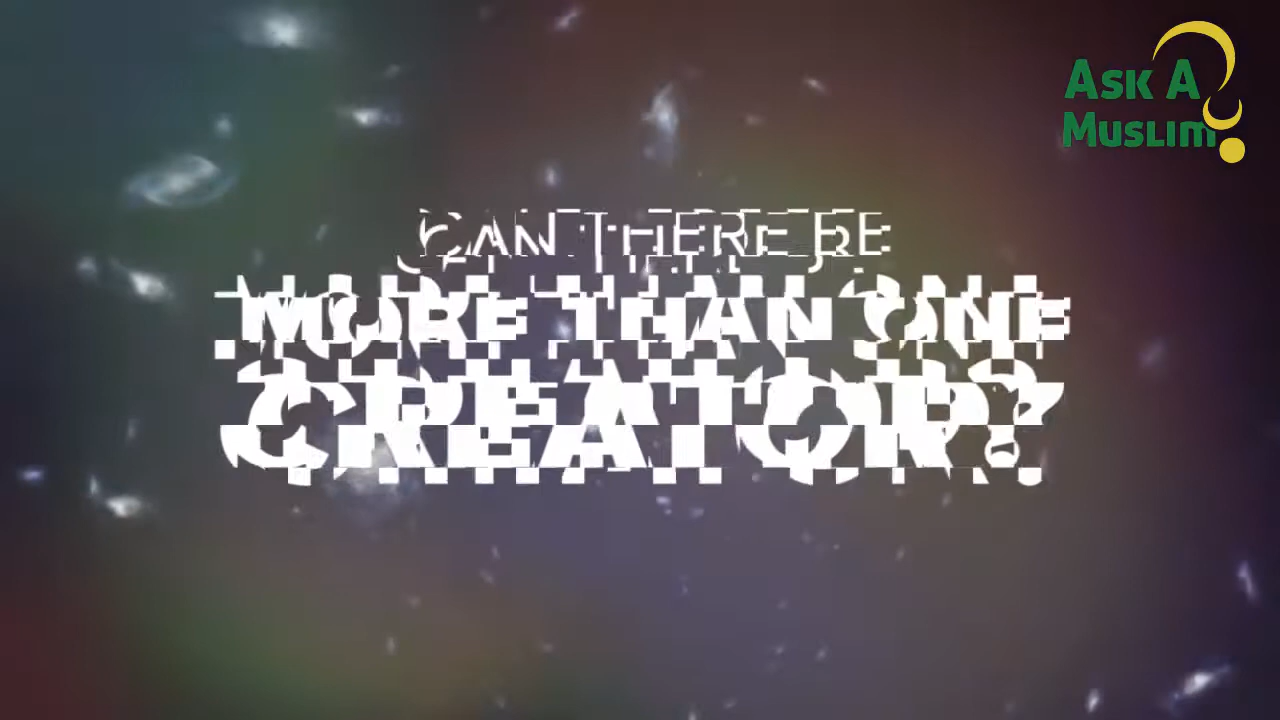 Ask A
Muslim
CAN THERE BE
MORE THAN ONE
CREATOR?